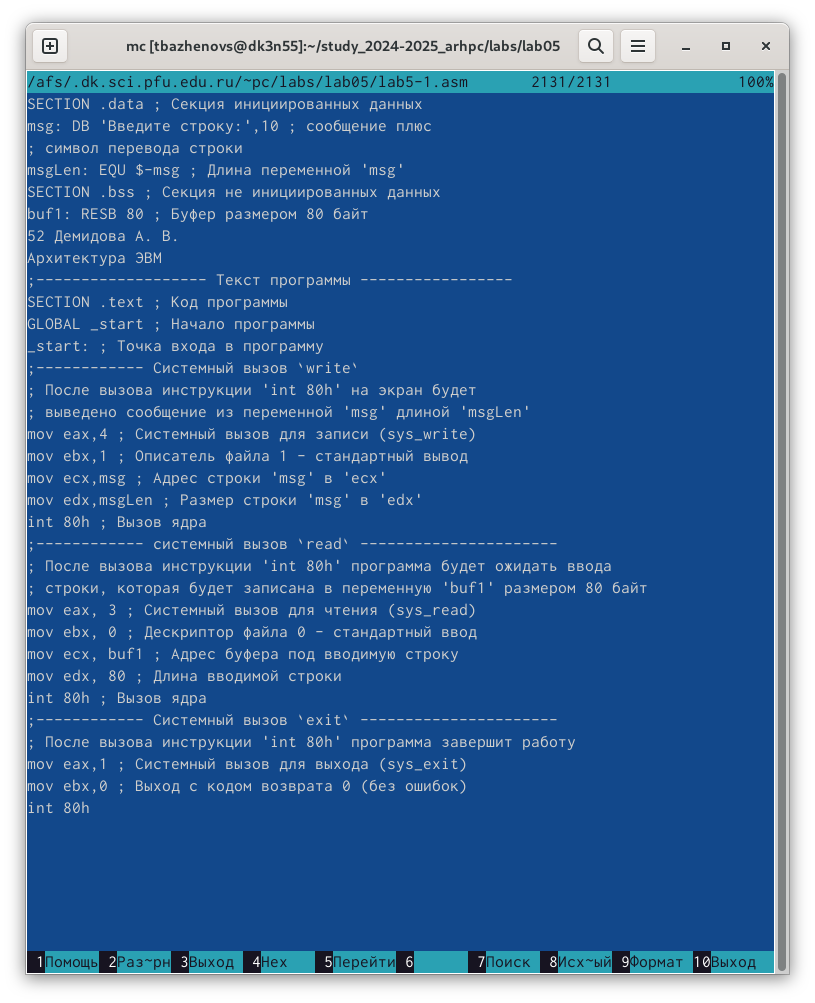 mc [tbazhenovs@dk3n55]:~/study_2024-2025_arhpc/labs/lab05
/afs/.dk.sci.pfu.edu.ru/~pc/labs/lab05/lab5-1.asm 2131/2131 100%
SECTION .data ; Секция инициированных данных
msg: DB 'Введите строку:',10 ; сообщение плюс
; символ перевода строки
msgLen: EQU $-msg ; Длина переменной 'msg'
SECTION .bss ; Секция не инициированных данных
buf1: RESB 80 ; Буфер размером 80 байт
52 Демидова А. В.
Архитектура ЭВМ
;------------------- Текст программы -----------------
SECTION .text ; Код программы
GLOBAL _start ; Начало программы
_start: ; Точка входа в программу
;------------ Системный вызов `write`
; После вызова инструкции 'int 80h' на экран будет
; выведено сообщение из переменной 'msg' длиной 'msgLen'
mov eax,4 ; Системный вызов для записи (sys_write)
mov ebx,1 ; Описатель файла 1 - стандартный вывод
mov ecx,msg ; Адрес строки 'msg' в 'ecx'
mov edx,msgLen ; Размер строки 'msg' в 'edx'
int 80h ; Вызов ядра
;------------ системный вызов `read` ----------------------
; После вызова инструкции 'int 80h' программа будет ожидать ввода
; строки, которая будет записана в переменную 'buf1' размером 80 байт
mov eax, 3 ; Системный вызов для чтения (sys_read)
mov ebx, 0 ; Дескриптор файла 0 - стандартный ввод
mov ecx, buf1 ; Адрес буфера под вводимую строку
mov edx, 80 ; Длина вводимой строки
int 80h ; Вызов ядра
;------------ Системный вызов `exit` ----------------------
; После вызова инструкции 'int 80h' программа завершит работу
mov eax,1 ; Системный вызов для выхода (sys_exit)
mov ebx,0 ; Выход с кодом возврата 0 (без ошибок)
int 80h
1Помощь 2Раз~рн 3Выход 4Hex 5Перейти 6 7Поиск 8Исх~ый 9Формат 10Выход